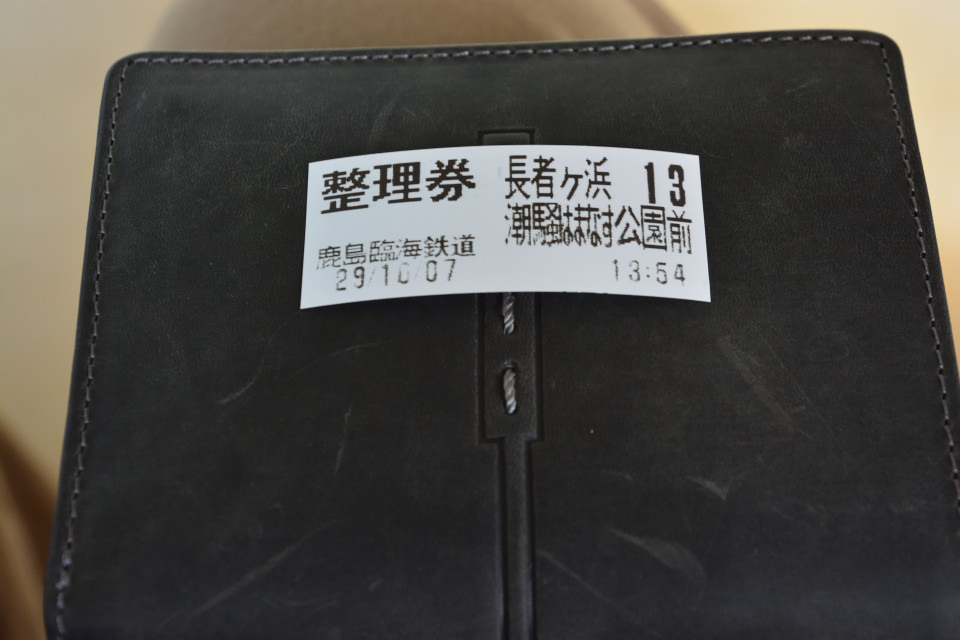 整理券 長者ヶ浜 13
潮騒はまなす公園前
鹿島臨海鉄道
29/10/07 13:54